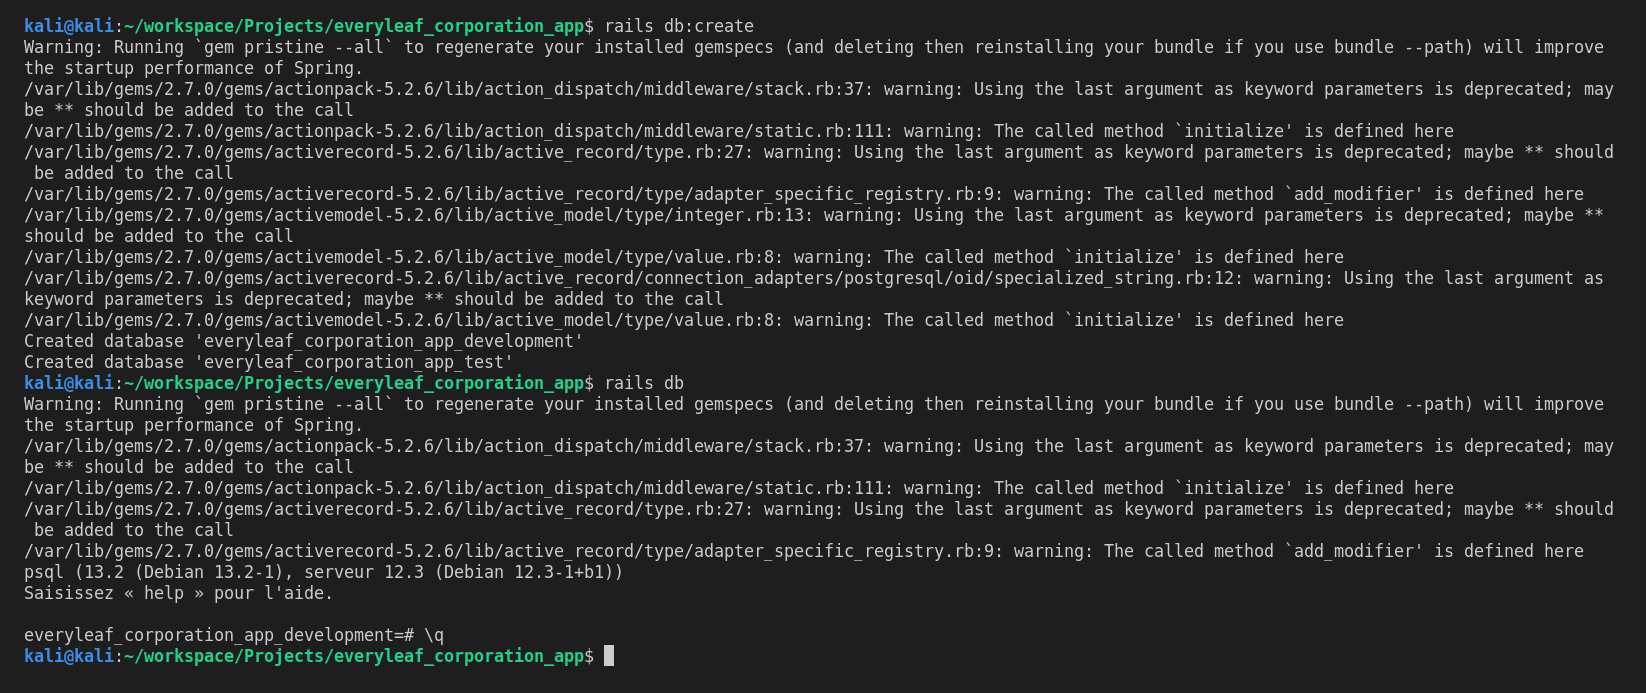 kali@kali:~/workspace/Projects/everyleaf_corporation_app$ rails db:create
Warning: Running `gem pristine --all` to regenerate your installed gemspecs (and deleting then reinstalling your bundle if you use bundle --path) will improve
the startup performance of Spring.
/var/lib/gems/2.7.0/gems/actionpack-5.2.6/lib/action_dispatch/middleware/stack.rb:37: warning: Using the last argument as keyword parameters is deprecated; may
be ** should be added to the call
/var/lib/gems/2.7.0/gems/actionpack-5.2.6/lib/action_dispatch/middleware/static.rb:111: warning: The called method `initialize' is defined here
/var/lib/gems/2.7.0/gems/activerecord-5.2.6/lib/active_record/type.rb:27: warning: Using the last argument as keyword parameters is deprecated; maybe ** should
 be added to the call
/var/lib/gems/2.7.0/gems/activerecord-5.2.6/lib/active_record/type/adapter_specific_registry.rb:9: warning: The called method `add_modifier' is defined here
/var/lib/gems/2.7.0/gems/activemodel-5.2.6/lib/active_model/type/integer.rb:13: warning: Using the last argument as keyword parameters is deprecated; maybe **
should be added to the call
/var/lib/gems/2.7.0/gems/activemodel-5.2.6/lib/active_model/type/value.rb:8: warning: The called method `initialize' is defined here
/var/lib/gems/2.7.0/gems/activerecord-5.2.6/lib/active_record/connection_adapters/postgresql/oid/specialized_string.rb:12: warning: Using the last argument as
keyword parameters is deprecated; maybe ** should be added to the call
/var/lib/gems/2.7.0/gems/activemodel-5.2.6/lib/active_model/type/value.rb:8: warning: The called method `initialize' is defined here
Created database 'everyleaf_corporation_app_development'
Created database 'everyleaf_corporation_app_test'
kali@kali:~/workspace/Projects/everyleaf_corporation_app$ rails db
Warning: Running `gem pristine --all` to regenerate your installed gemspecs (and deleting then reinstalling your bundle if you use bundle --path) will improve
the startup performance of Spring.
/var/lib/gems/2.7.0/gems/actionpack-5.2.6/lib/action_dispatch/middleware/stack.rb:37: warning: Using the last argument as keyword parameters is deprecated; may
be ** should be added to the call
/var/lib/gems/2.7.0/gems/actionpack-5.2.6/lib/action_dispatch/middleware/static.rb:111: warning: The called method `initialize' is defined here
/var/lib/gems/2.7.0/gems/activerecord-5.2.6/lib/active_record/type.rb:27: warning: Using the last argument as keyword parameters is deprecated; maybe ** should
 be added to the call
/var/lib/gems/2.7.0/gems/activerecord-5.2.6/lib/active_record/type/adapter_specific_registry.rb:9: warning: The called method `add_modifier' is defined here
psql (13.2 (Debian 13.2-1), serveur 12.3 (Debian 12.3-1+b1))
Saisissez « help » pour l'aide.
everyleaf_corporation_app_development=# \q
kali@kali:~/workspace/Projects/everyleaf_corporation_app$